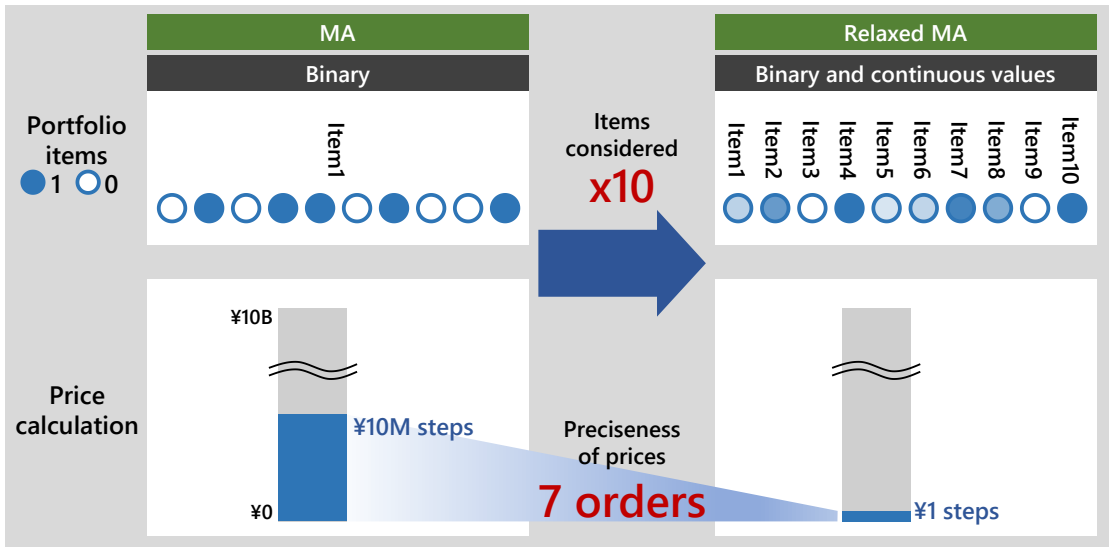 MA
Relaxed MA
Binary
Binary and continuous values
Portfolio
items
1 0
Item1
Items
considered
x10
Item1
Item2
Item3
Item4
Item5
Item6
Item7
Item8
Item9
Item10
Price
calculation
¥10B
¥10M steps
¥0
Preciseness
of prices
7 orders
¥1 steps